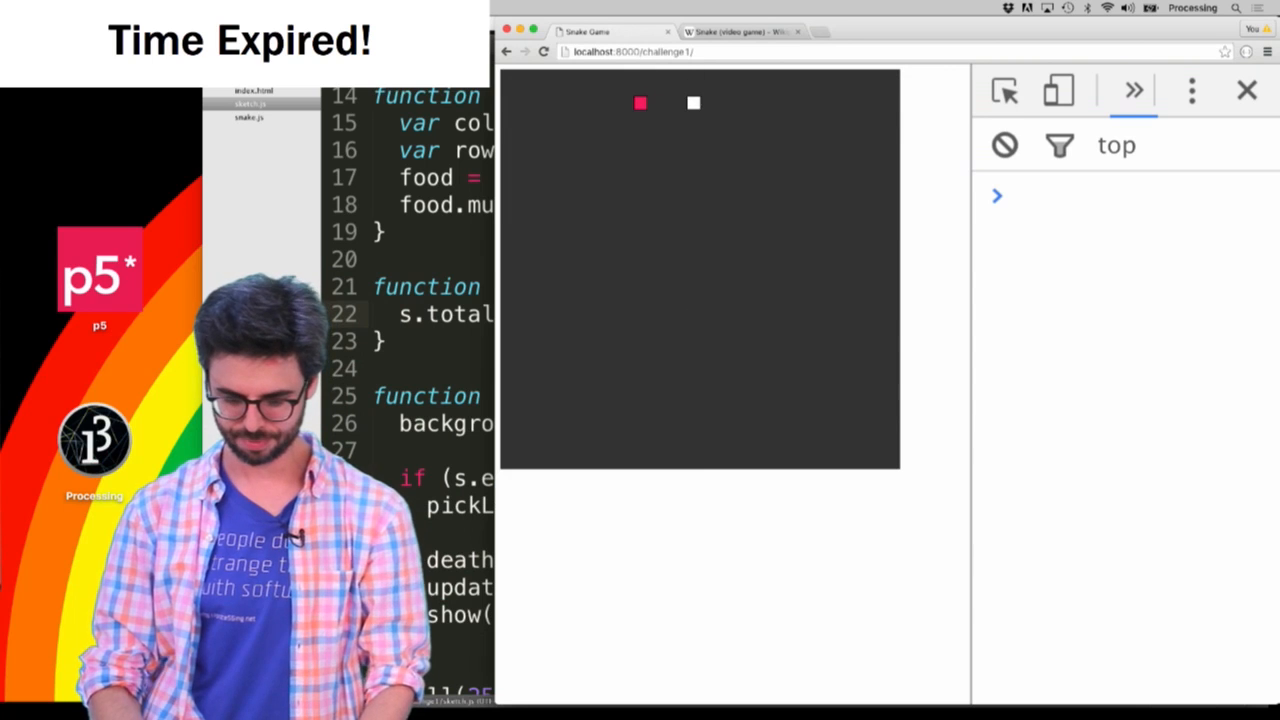 Time Expired!
Processing
Snake Game
Snake (video game) - Wiki
You
localhost:8000/challenge1/
index.html
sketch.js
snake.js
top
14 function
15 var col
16 var row
17 food =
18 food.mu
19 }
20
21 function
22 s.total
23 }
24
25 function
26 backgro
27
if (s.e
pickL
death
updat
show(
p5*
p5
Processing
people do
strange t
with softw